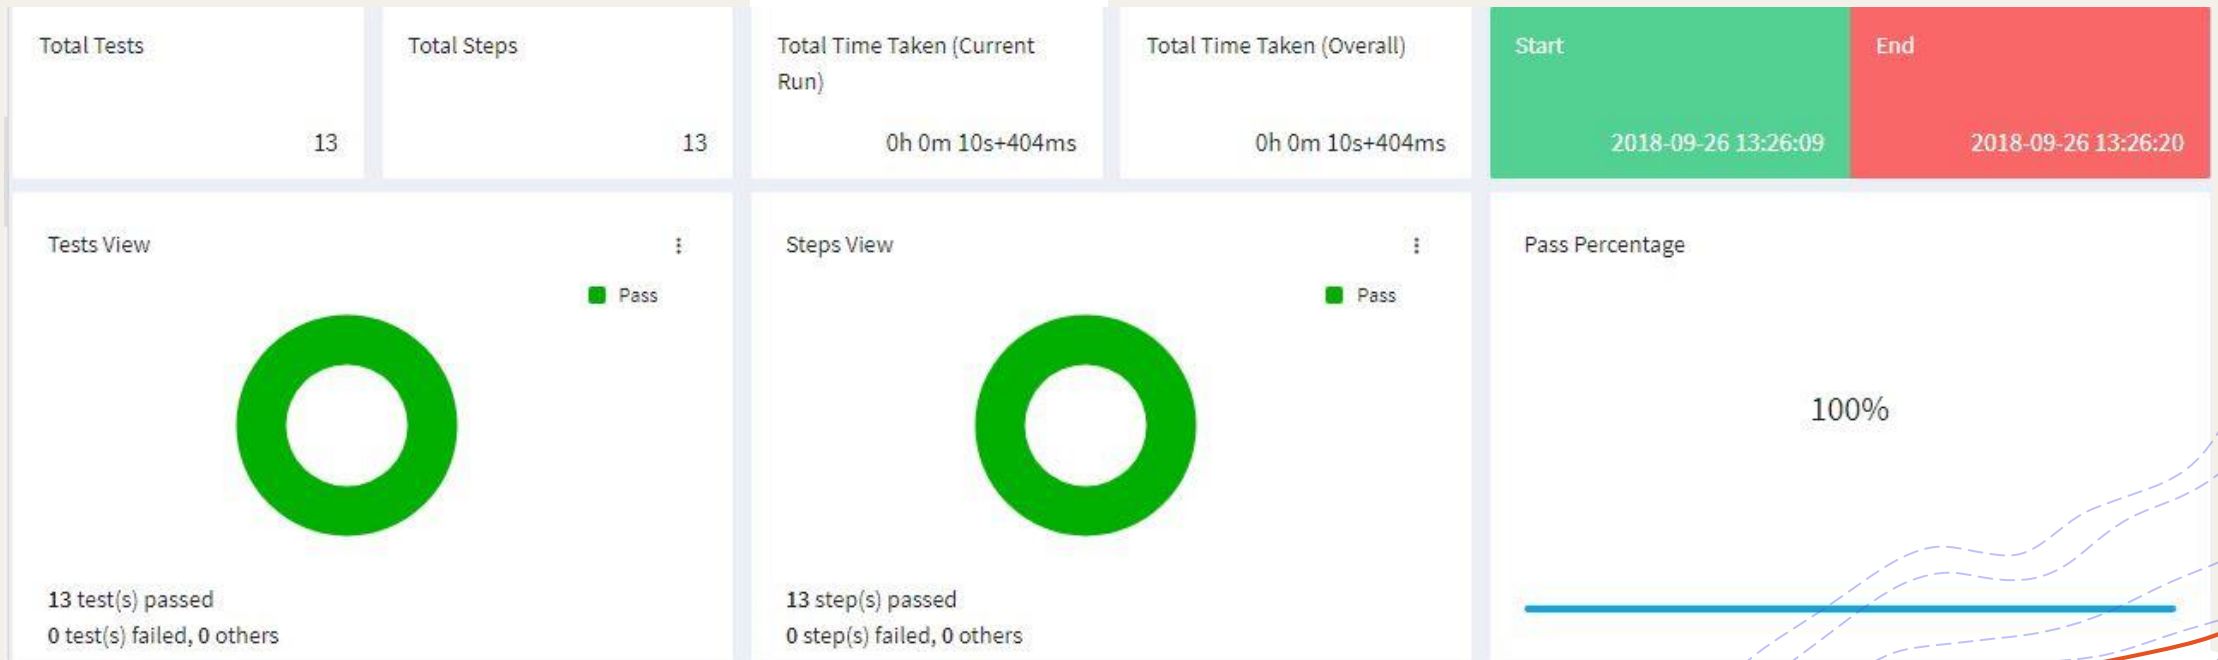 Total Tests
13
Total Steps
13
Total Time Taken (Current
Run)
0h 0m 10s+404ms
Total Time Taken (Overall)
0h 0m 10s+404ms
Start
2018-09-26 13:26:09
End
2018-09-26 13:26:20
Tests View
Pass
13 test(s) passed
0 test(s) failed, 0 others
Steps View
Pass
13 step(s) passed
0 step(s) failed, 0 others
Pass Percentage
100%